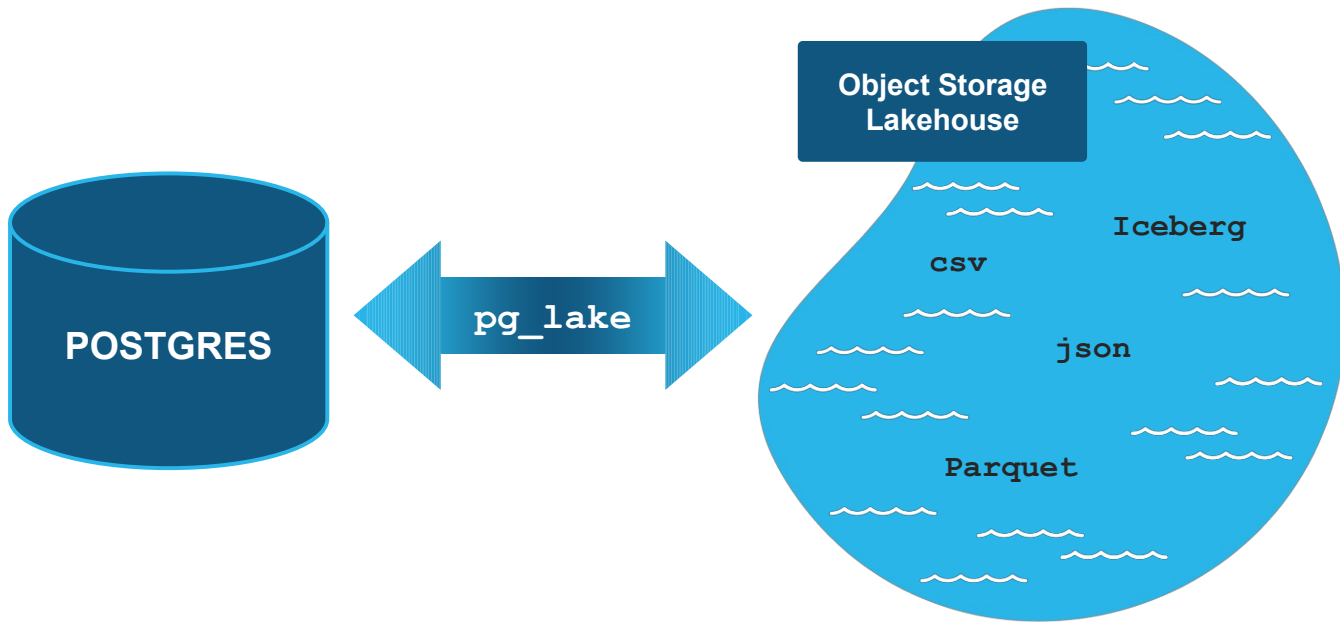 POSTGRES
pg_lake
Object Storage
Lakehouse
Iceberg
csv
json
Parquet